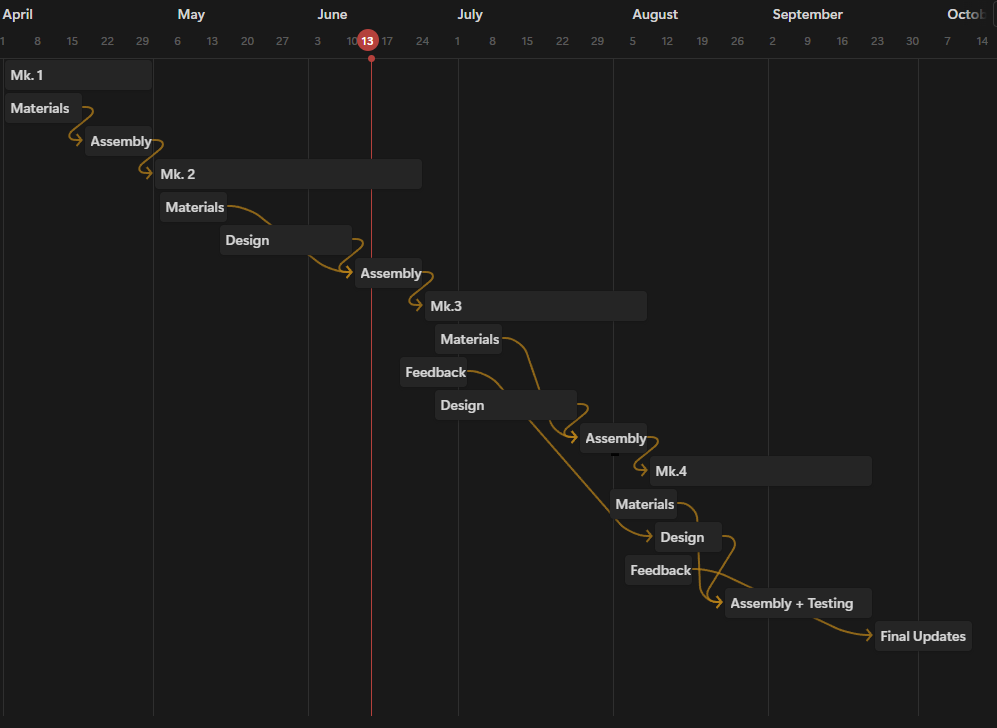 April May June July August September Octob
1 8 15 22 29 6 13 20 27 3 10 13 17 24 1 8 15 22 29 5 12 19 26 2 9 16 23 30 7 14
Mk. 1
Materials
Assembly
Mk. 2
Materials
Design
Assembly
Mk.3
Materials
Feedback
Design
Assembly
Mk.4
Materials
Design
Feedback
Assembly + Testing
Final Updates